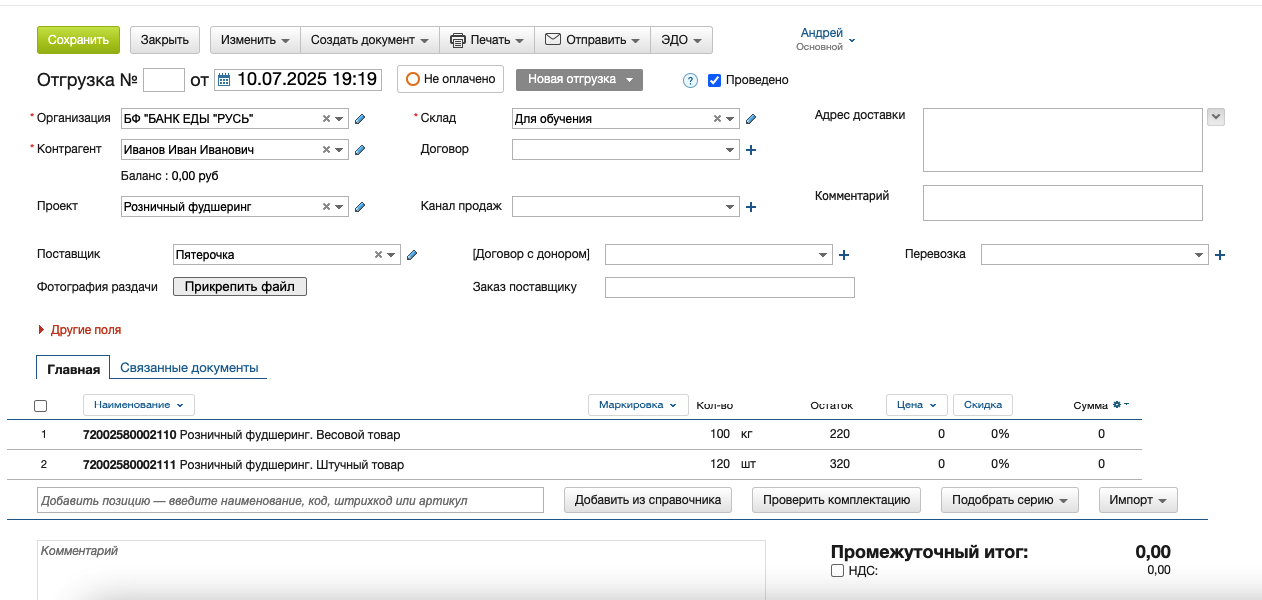 Сохранить Закрыть Изменить Создать документ Печать Отправить ЭДО Андрей
Основной
Отгрузка № от 10.07.2025 19:19 Не оплачено Новая отгрузка ? Проведено
* Организация БФ "БАНК ЕДЫ "РУСЬ" * Склад Для обучения Адрес доставки
* Контрагент Иванов Иван Иванович Договор
Баланс : 0,00 руб
Проект Розничный фудшеринг Канал продаж Комментарий
Поставщик Пятерочка [Договор с донором] Перевозка
Фотография раздачи Прикрепить файл Заказ поставщику
Другие поля
Главная Связанные документы
Наименование Маркировка Кол-во Остаток Цена Скидка Сумма
1 72002580002110 Розничный фудшеринг. Весовой товар 100 кг 220 0 0% 0
2 72002580002111 Розничный фудшеринг. Штучный товар 120 шт 320 0 0% 0
Добавить позицию — введите наименование, код, штрихкод или артикул Добавить из справочника Проверить комплектацию Подобрать серию Импорт
Комментарий Промежуточный итог: 0,00
НДС: 0,00